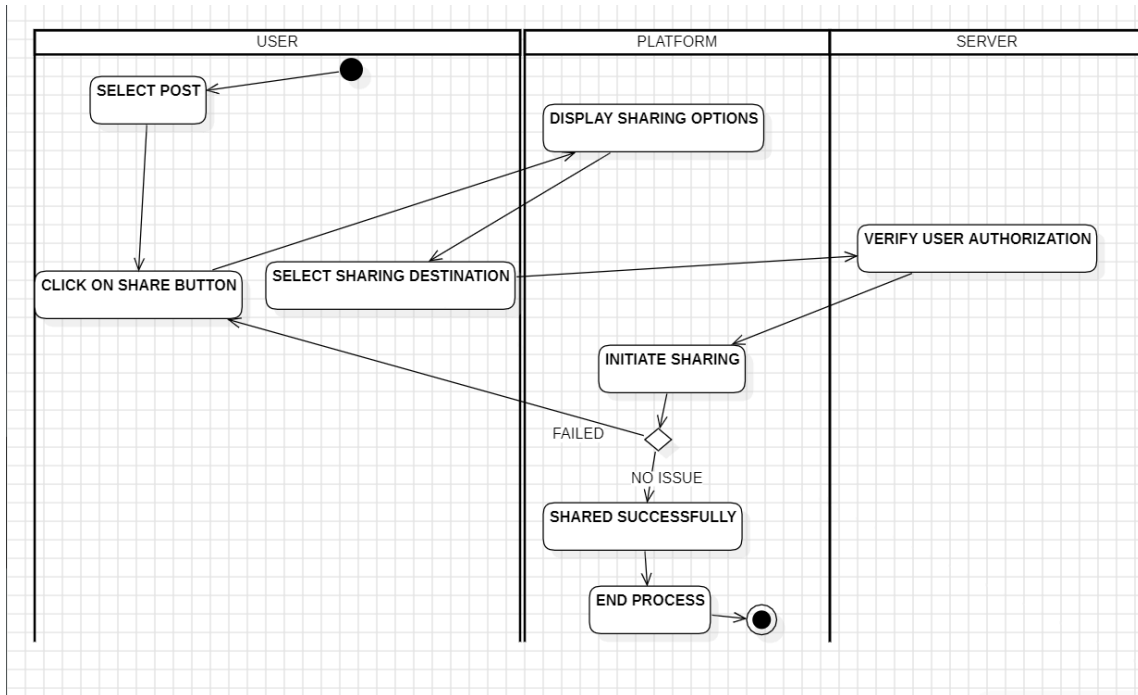 USER
PLATFORM
SERVER
SELECT POST
DISPLAY SHARING OPTIONS
VERIFY USER AUTHORIZATION
SELECT SHARING DESTINATION
CLICK ON SHARE BUTTON
INITIATE SHARING
FAILED
NO ISSUE
SHARED SUCCESSFULLY
END PROCESS